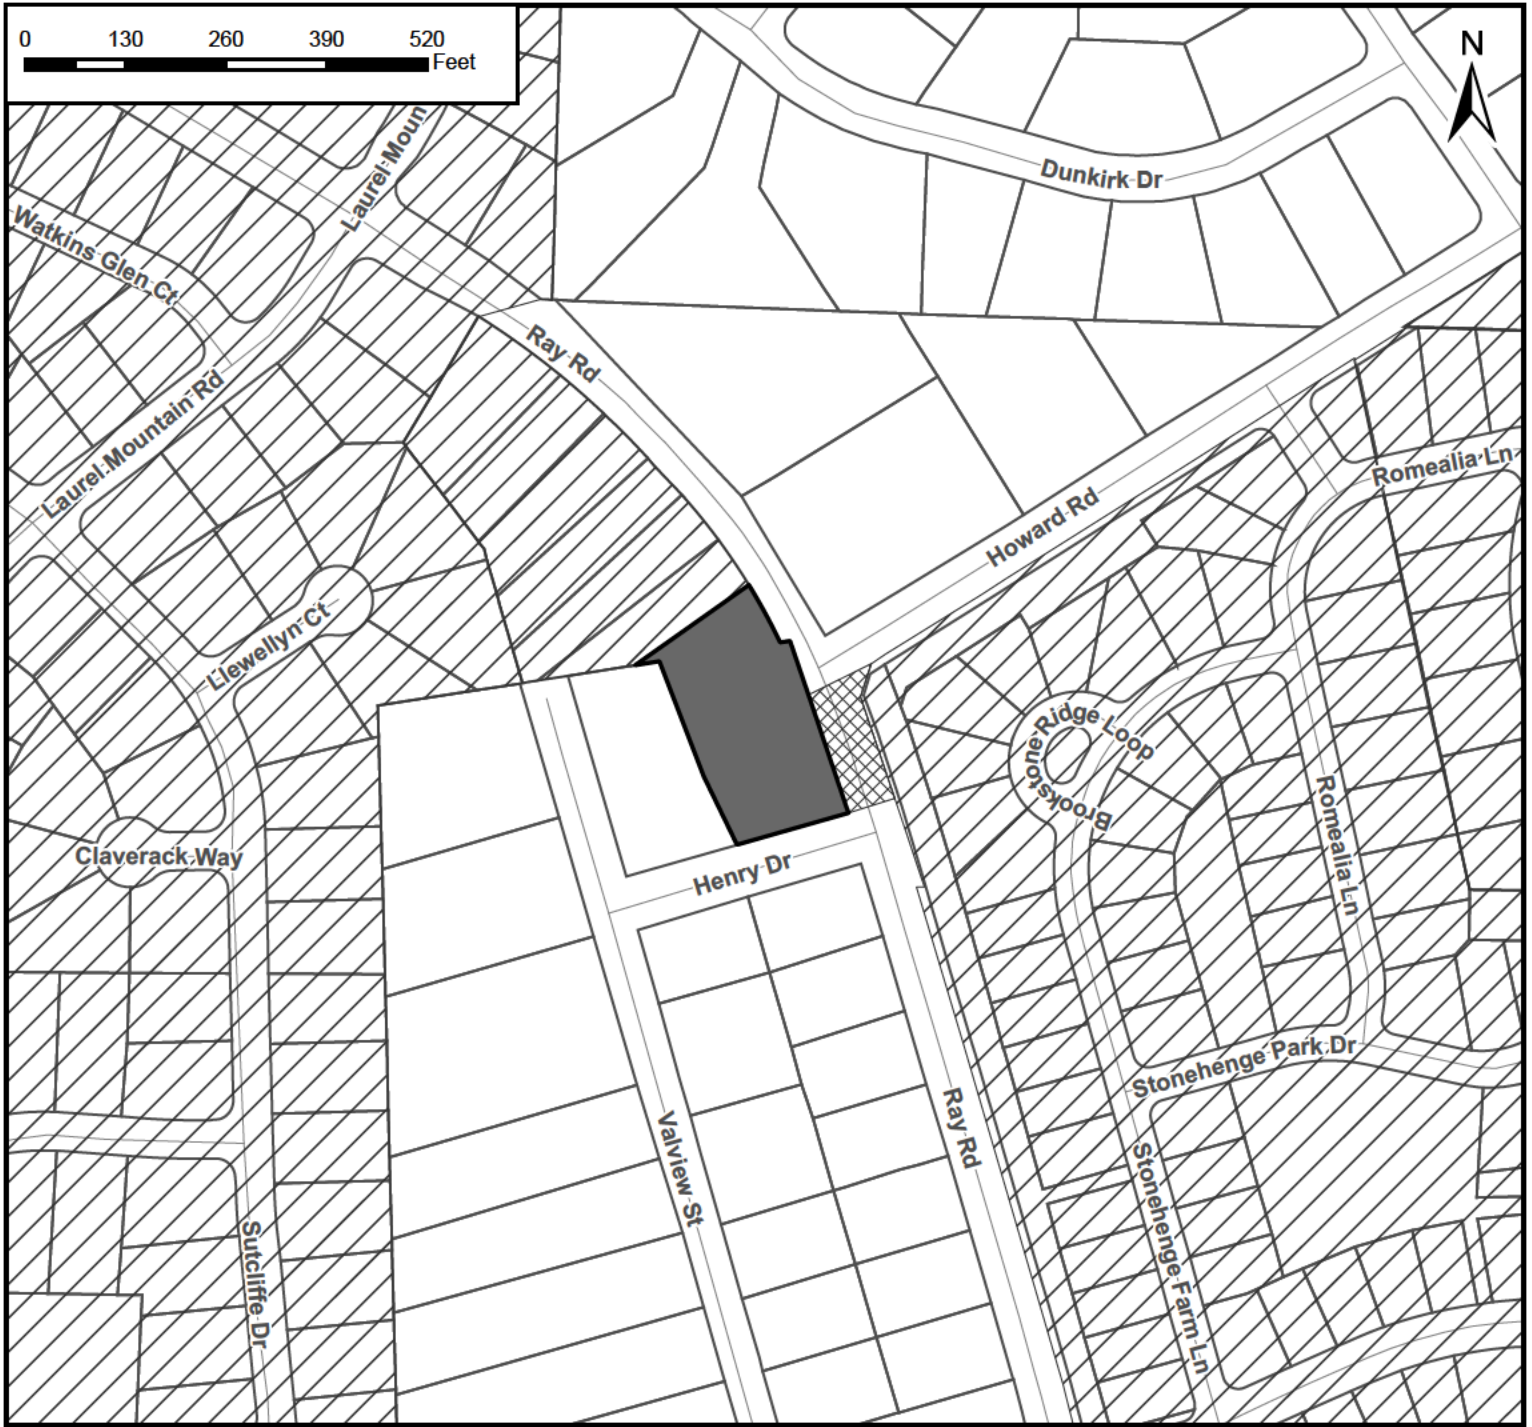 0 130 260 390 520
Feet
N
Laurel Moun
Dunkirk Dr
Watkins Glen Ct
Ray Rd
Laurel Mountain Rd
Romealia Ln
Howard Rd
Llewellyn Ct
Brookstone Ridge Loop
Romealia Ln
Claverack Way
Henry Dr
Stonehenge Park Dr
Ray Rd
Valview St
Stonehenge Farm Ln
Sutcliffe Dr